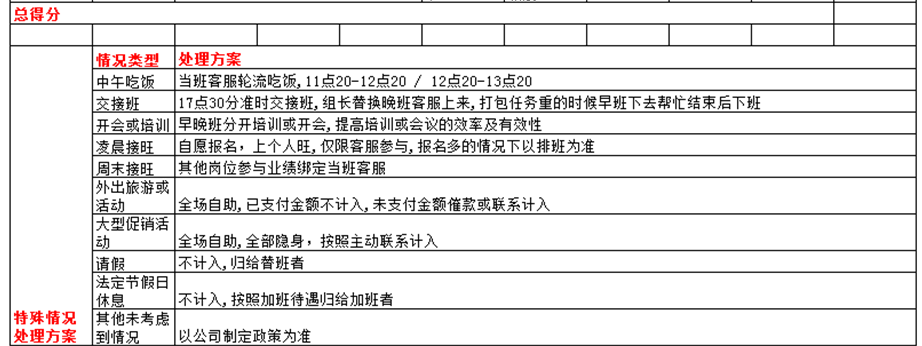 总得分
情况类型 处理方案
中午吃饭 当班客服轮流吃饭,11点20-12点20 / 12点20-13点20
交接班 17点30分准时交接班,组长替换晚班客服上来,打包任务重的时候早班下去帮忙结束后下班
开会或培训 早晚班分开培训或开会,提高培训或会议的效率及有效性
凌晨接旺 自愿报名，上个人旺,仅限客服参与,报名多的情况下以排班为准
周末接旺 其他岗位参与业绩绑定当班客服
外出旅游或
活动 全场自助,已支付金额不计入,未支付金额催款或联系计入
大型促销活
动 全场自助,全部隐身，按照主动联系计入
请假 不计入,归给替班者
法定节假日
休息 不计入,按照加班待遇归给加班者
特殊情况 其他未考虑
处理方案 到情况 以公司制定政策为准